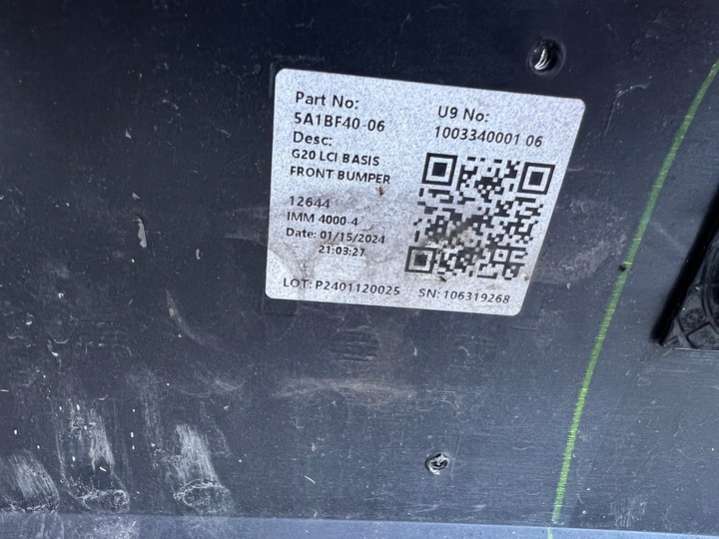 Part No:
5A1BF40-06
Desc:
G20 LCI BASIS
FRONT BUMPER
12644
IMM 4000-4
Date: 01/15/2024
21:03:27
LOT: P2401120025
U9 No:
1003340001 06
SN: 106319268